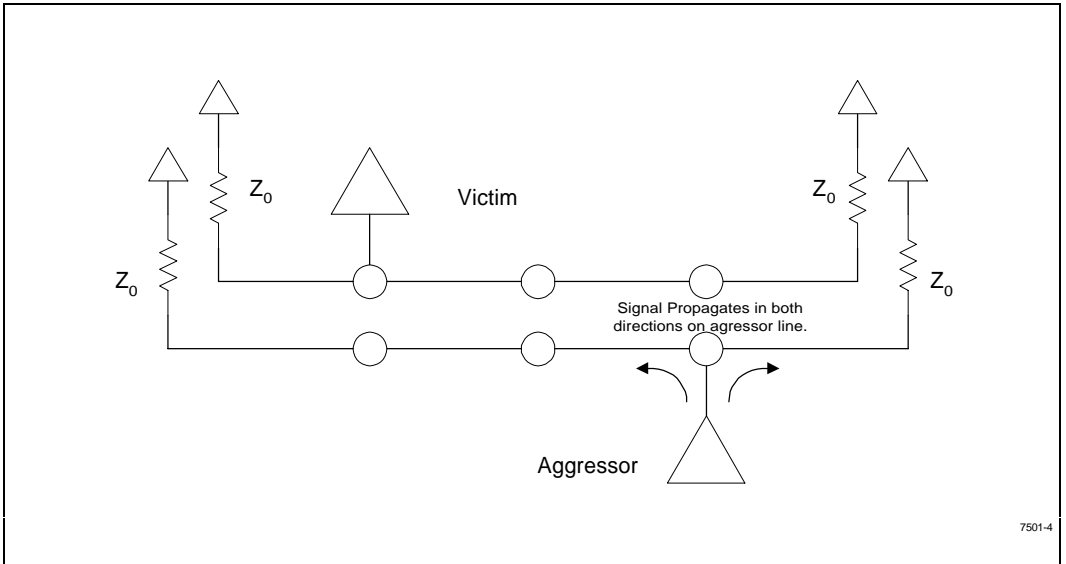 Z0
Victim
Z0
Z0
Z0
Signal Propagates in both
directions on agressor line.
Aggressor
7501-4